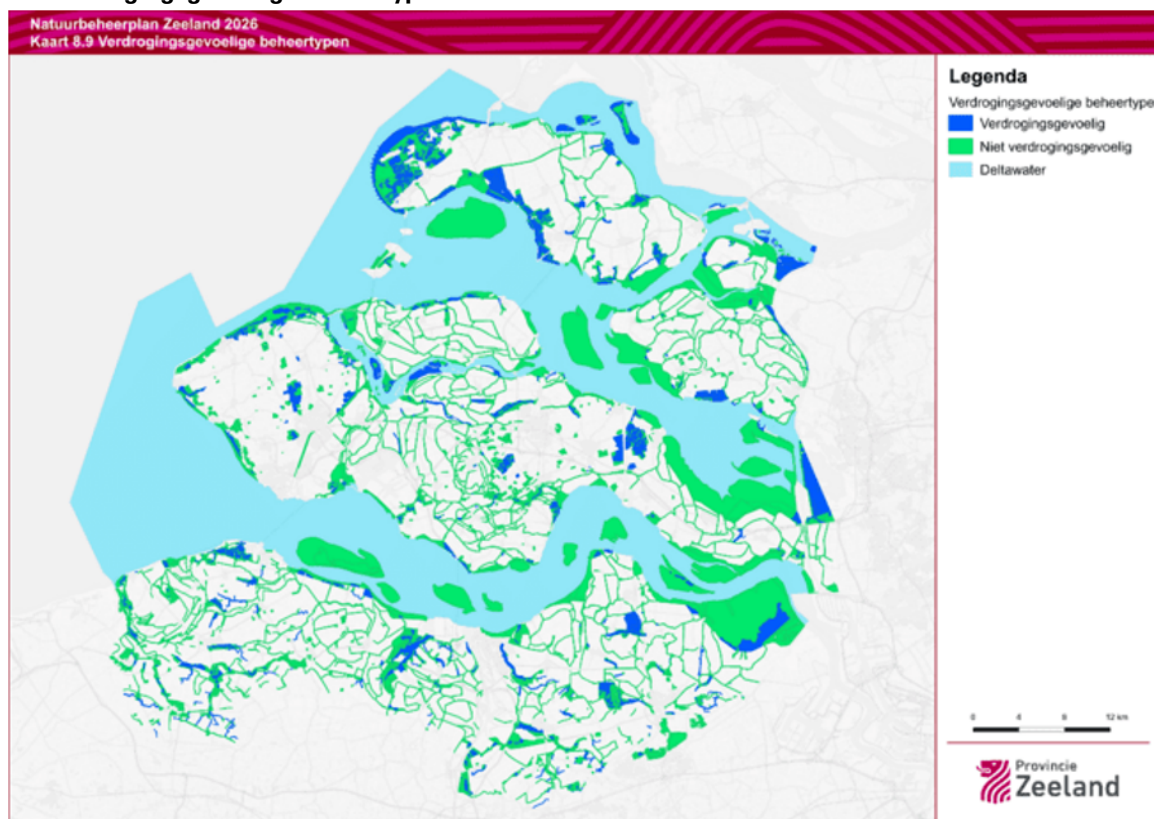 Natuurbeheerplan Zeeland 2026
Kaart 8.9 Verdrogingsgevoelige beheertypen
Legenda
Verdrogingsgevoelige beheertype
Verdrogingsgevoelig
Niet verdrogingsgevoelig
Deltawater
0 4 8 12 km
Provincie
Zeeland